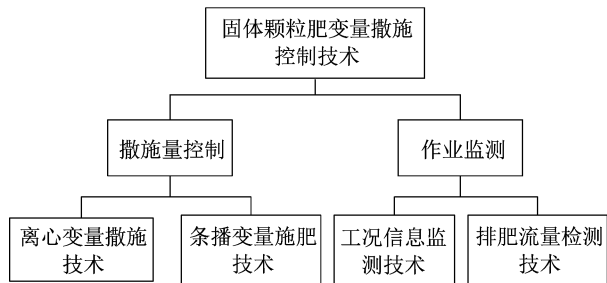 固体颗粒肥变量撒施
控制技术
撒施量控制
作业监测
离心变量撒施
技术
条播变量施肥
技术
工况信息监
测技术
排肥流量检测
技术